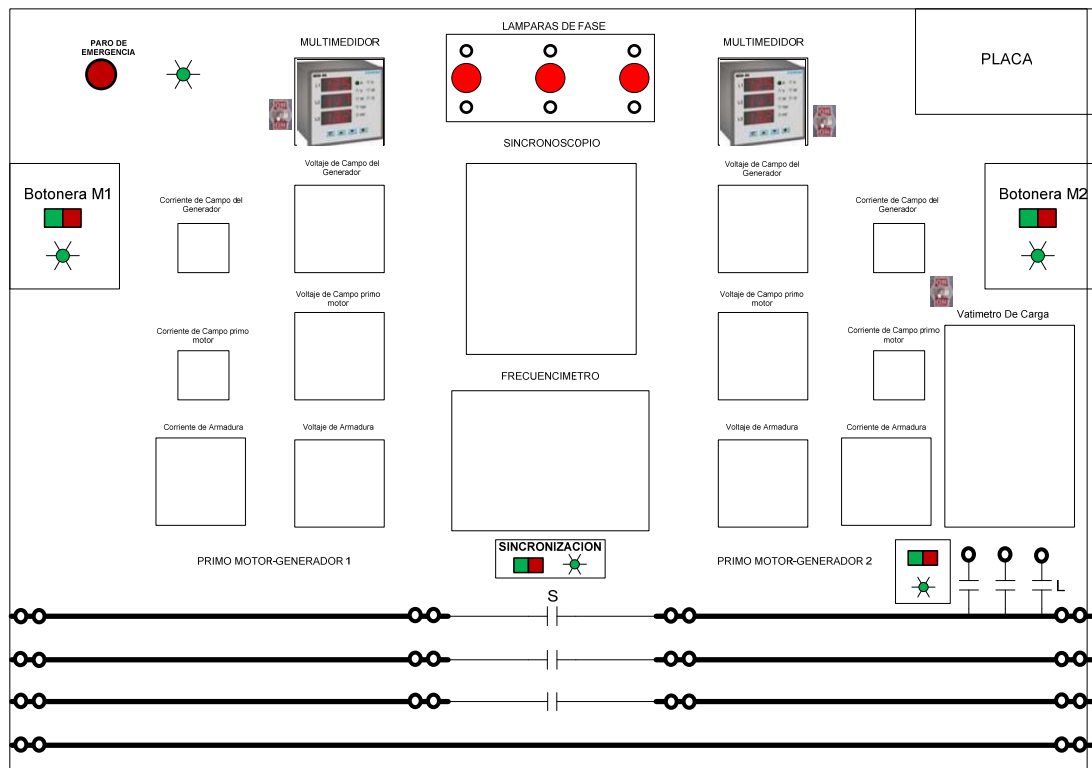 LAMPARAS DE FASE
PARO DE
EMERGENCIA
MULTIMEDIDOR
MULTIMEDIDOR
PLACA
L1
L2
L3
SINCRONOSCOPIO
Botonera M1
Voltaje de Campo del
Generador
Voltaje de Campo del
Generador
Botonera M2
Corriente de Campo del
Generador
Corriente de Campo del
Generador
Voltaje de Campo primo
motor
Voltaje de Campo primo
motor
Vatimetro De Carga
Corriente de Campo primo
motor
Corriente de Campo primo
motor
FRECUENCIMETRO
Corriente de Armadura
Voltaje de Armadura
Voltaje de Armadura
Corriente de Armadura
SINCRONIZACION
PRIMO MOTOR-GENERADOR 1
PRIMO MOTOR-GENERADOR 2
S
L